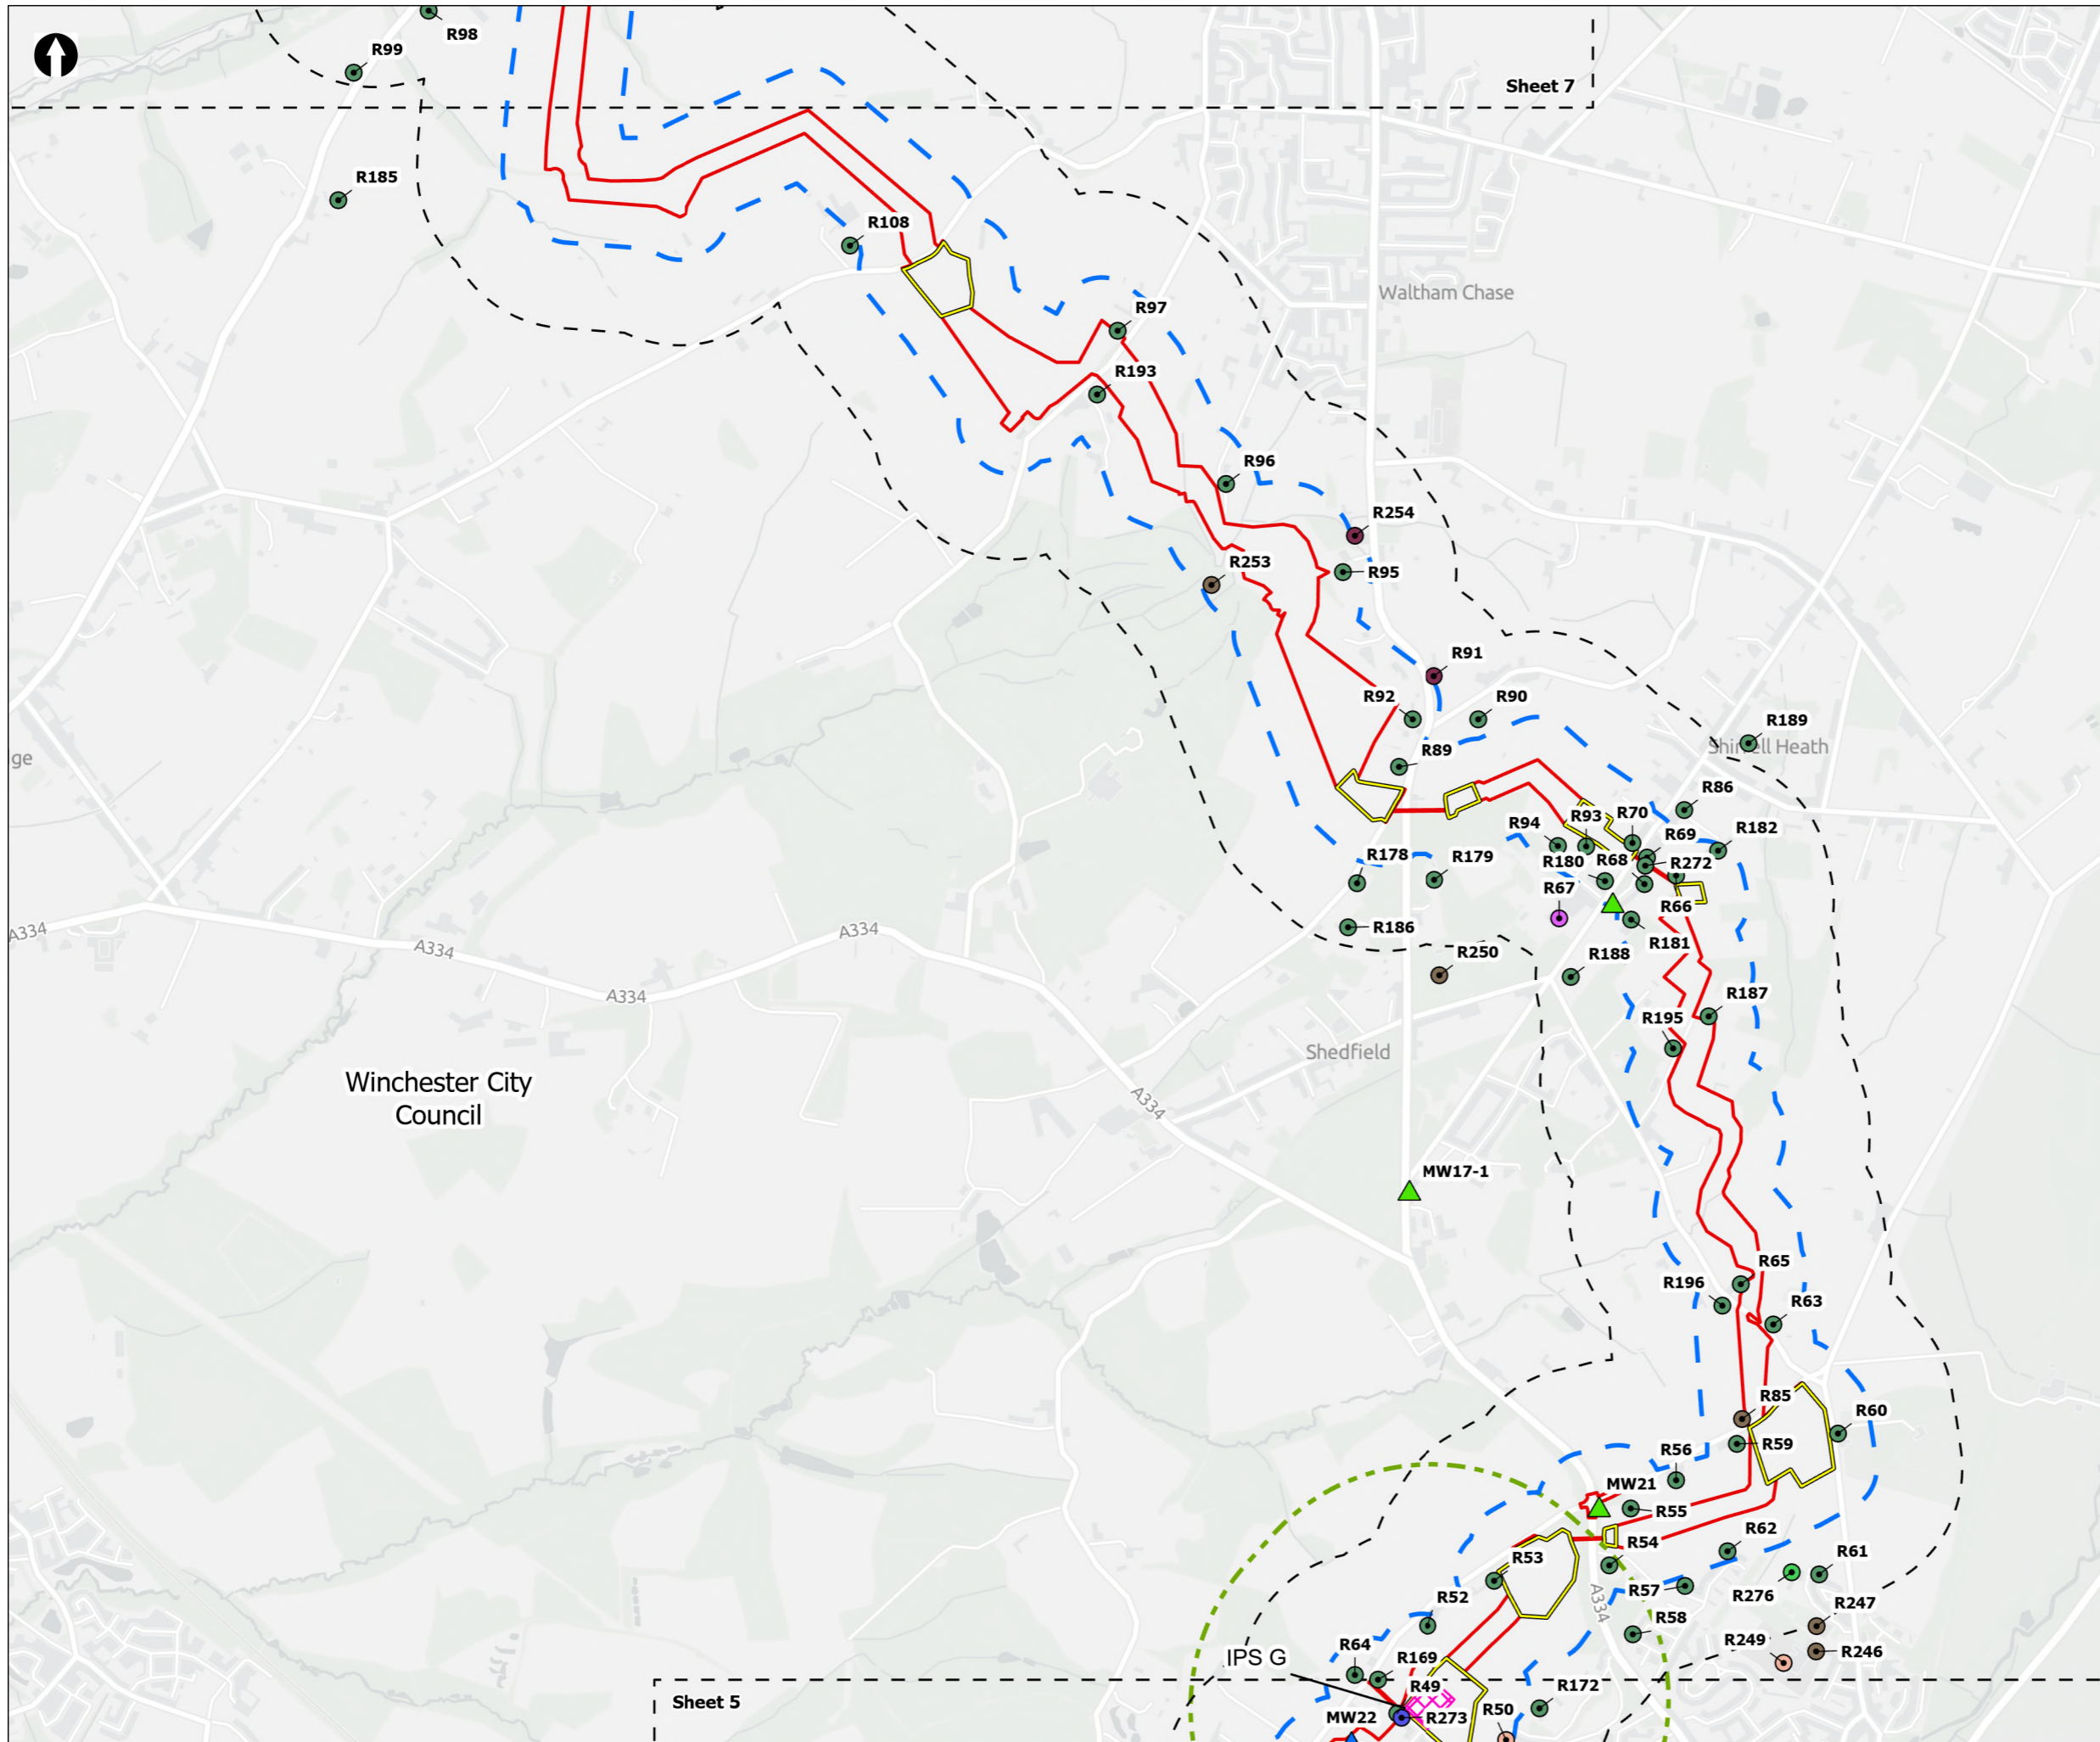 R98
R99
Sheet 7
R185
R108
Waltham Chase
R97
R193
R96
R254
R253
R95
R91
R92
R90
R189
Shirrell Heath
R89
ge
R86
R93
R70
R94
R69
R182
R178
R179
R180
R68
R272
R67
R66
A334
A334
A334
A334
R186
R181
R250
R188
R187
R195
Shedfield
Winchester City
Council
A334
MW17-1
R65
R196
R63
R85
R60
R59
R56
MW21
R55
R54
R62
R53
R61
R57
R276
A334
R52
R247
R58
R249
R64
R246
IPS G
R169
R49
R172
Sheet 5
MW22
R273
R50